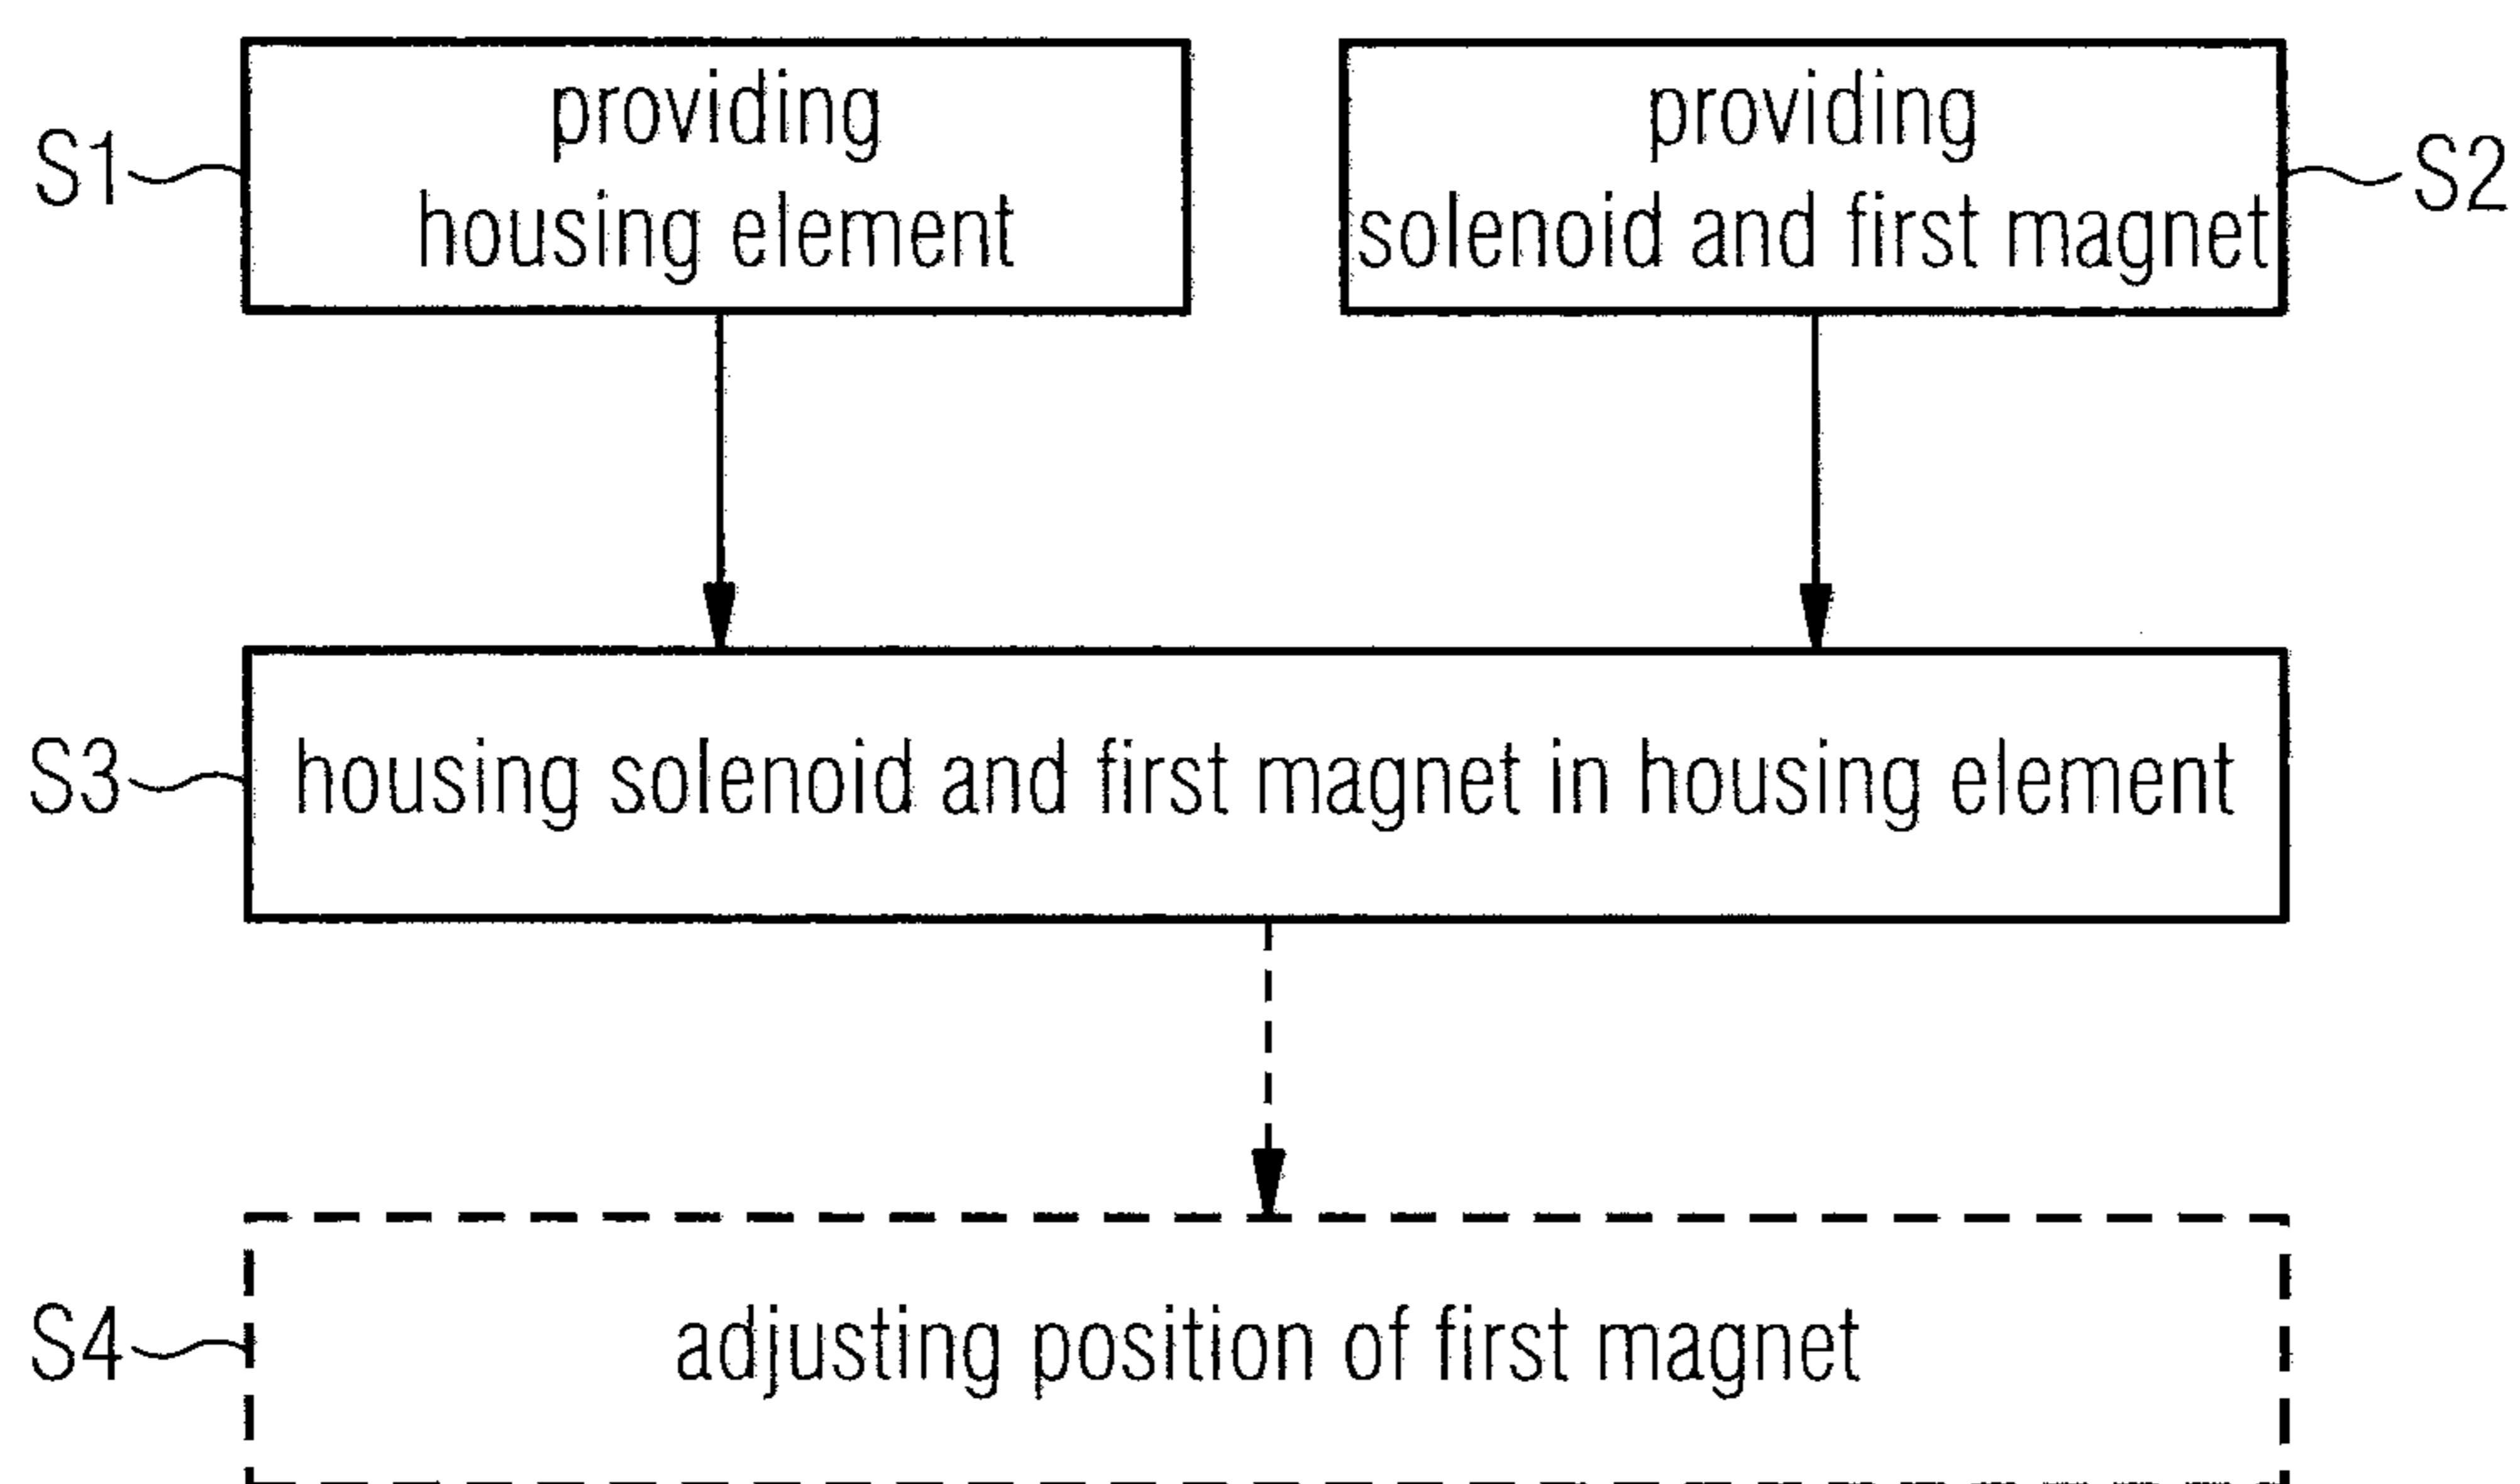 S1
providing
housing element
providing
solenoid and first magnet
S2
S3
housing solenoid and first magnet in housing element
S4
adjusting position of first magnet